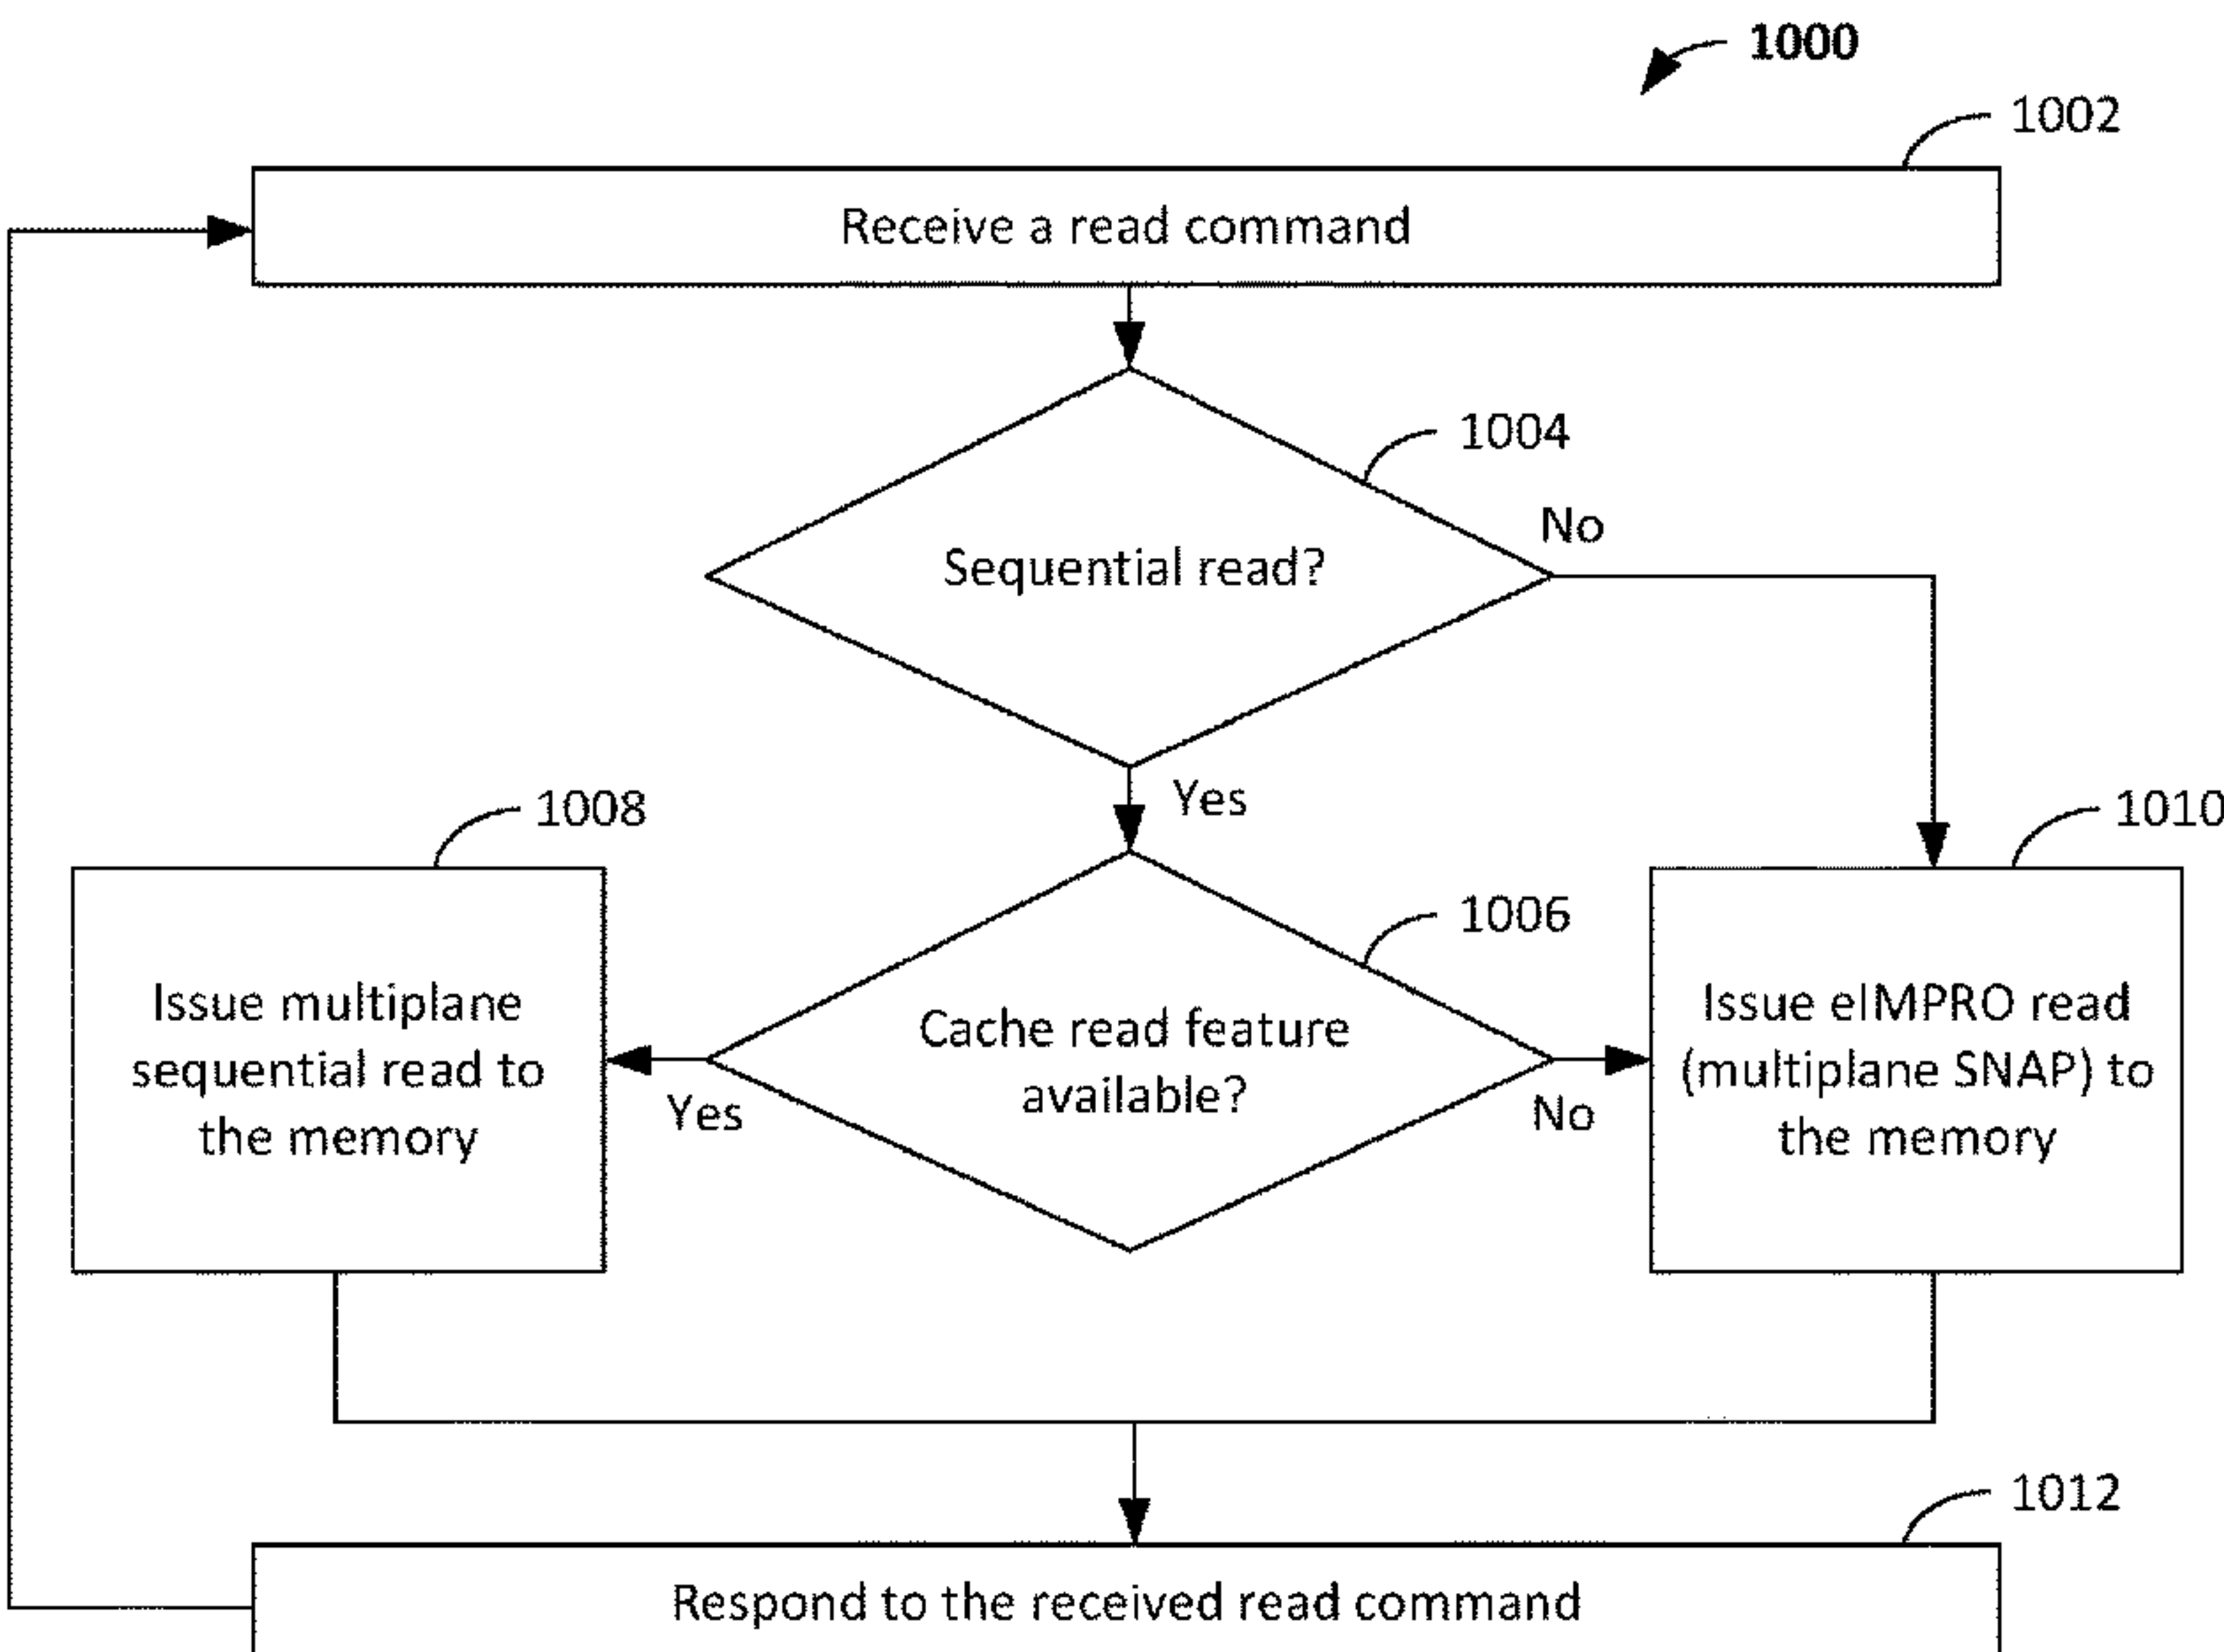 1000
1002
Receive a read command
1004
No
Sequential read?
Yes
1008
1010
1006
Issue multiplane
sequential read to
the memory
Cache read feature
available?
Yes
No
Issue eIMPRO read
(multiplane SNAP) to
the memory
1012
Respond to the received read command